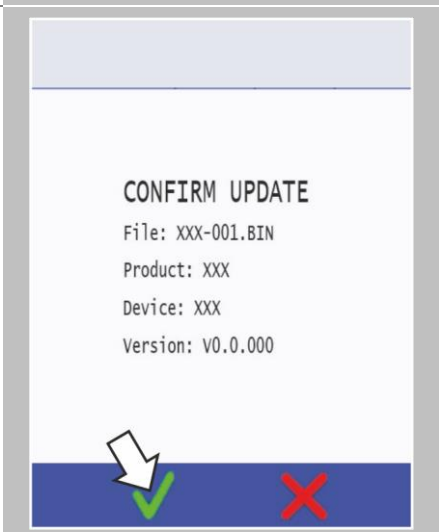 CONFIRM UPDATE
File: XXX-001.BIN
Product: XXX
Device: XXX
Version: V0.0.000